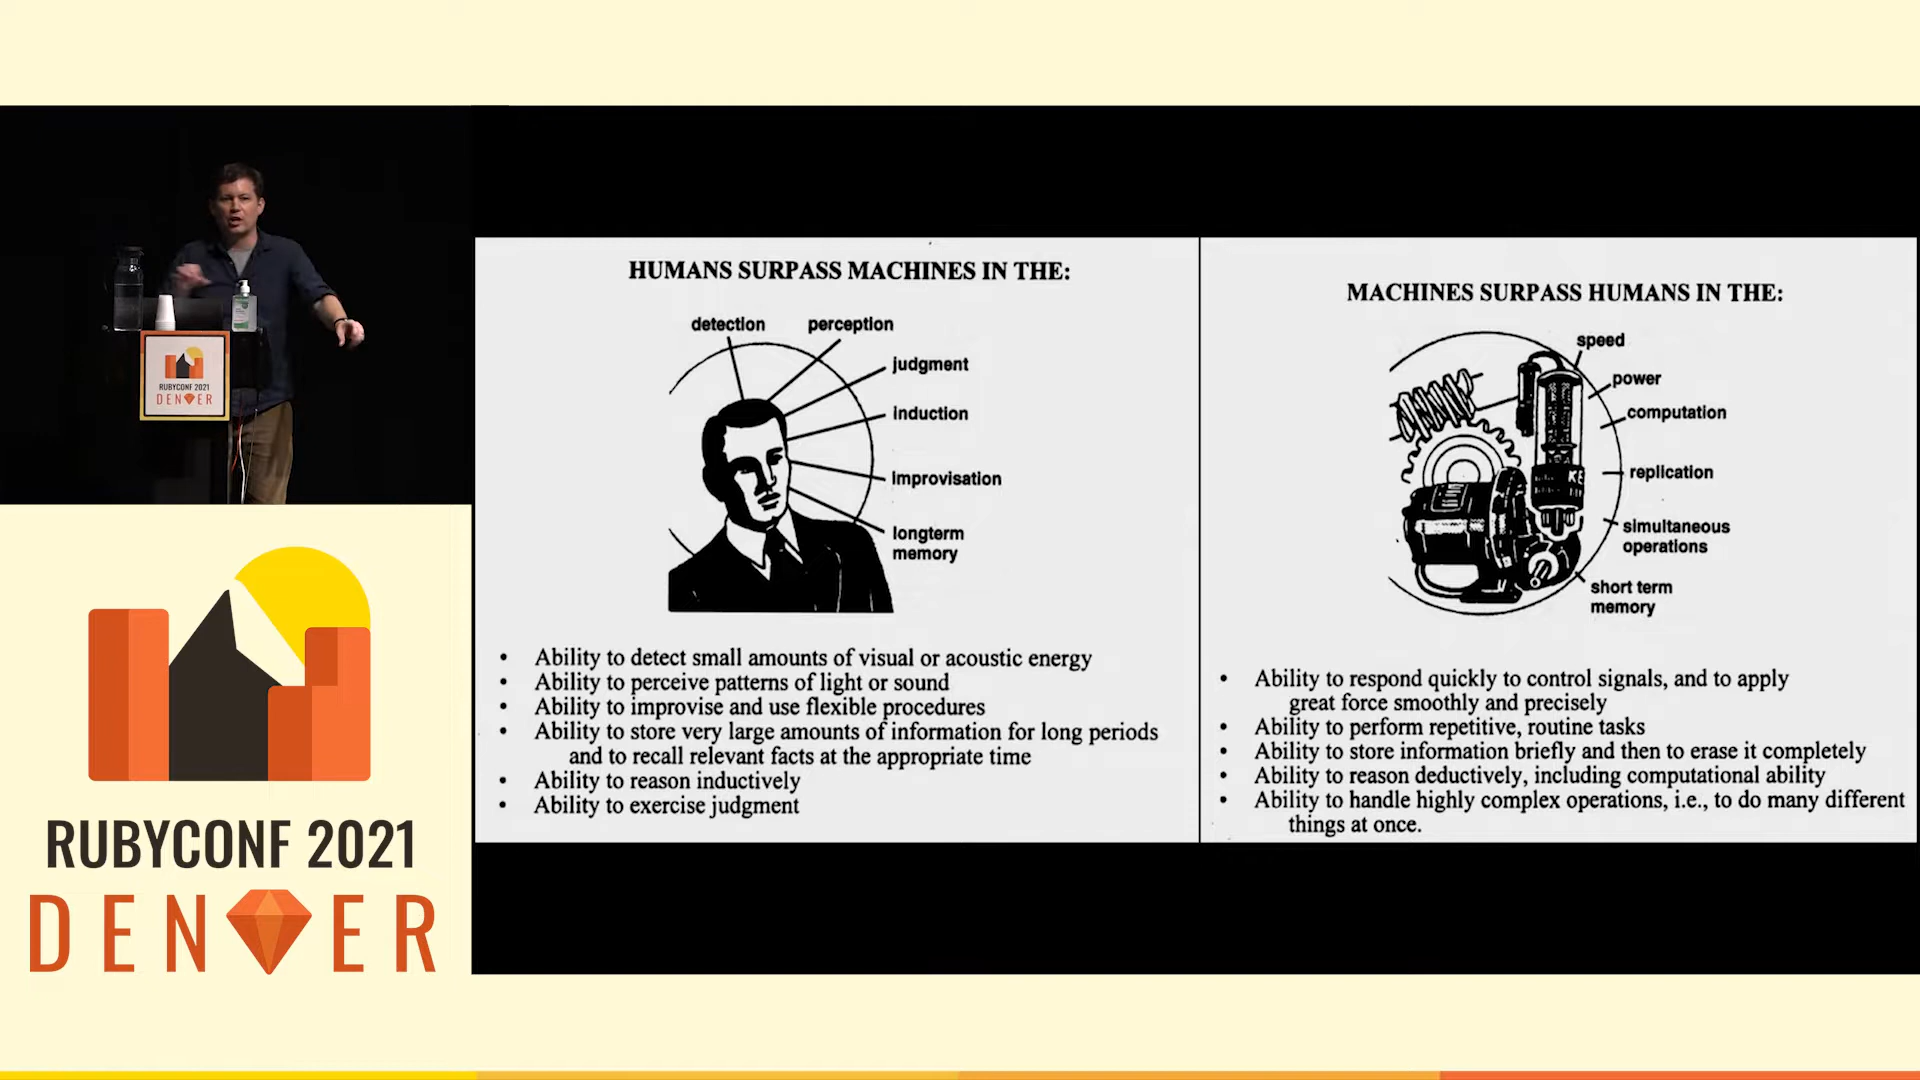 RUBYCONF 2021
DENVER
RUBYCONF 2021
DENVER
HUMANS SURPASS MACHINES IN THE:
detection
perception
judgment
induction
improvisation
longterm
memory
• Ability to detect small amounts of visual or acoustic energy
• Ability to perceive patterns of light or sound
• Ability to improvise and use flexible procedures
• Ability to store very large amounts of information for long periods
and to recall relevant facts at the appropriate time
• Ability to reason inductively
• Ability to exercise judgment
MACHINES SURPASS HUMANS IN THE:
speed
power
computation
replication
simultaneous
operations
short term
memory
• Ability to respond quickly to control signals, and to apply
great force smoothly and precisely
• Ability to perform repetitive, routine tasks
• Ability to store information briefly and then to erase it completely
• Ability to reason deductively, including computational ability
• Ability to handle highly complex operations, i.e., to do many different
things at once.